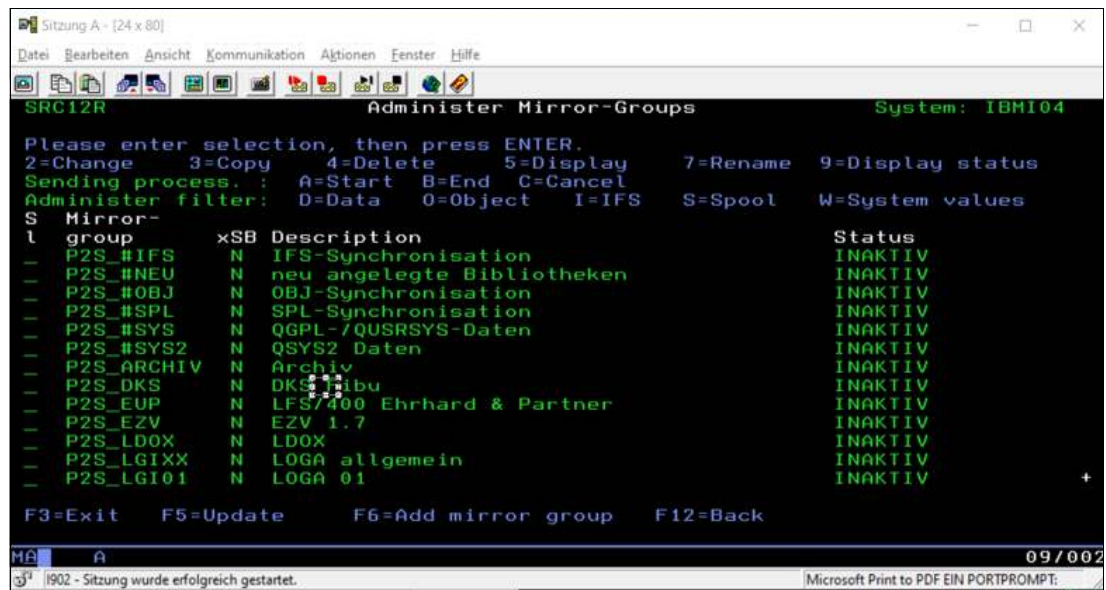 Sitzung A - [24 x 80]
Datei Bearbeiten Ansicht Kommunikation Aktionen Fenster Hilfe
SRC12R Administer Mirror-Groups System: IBMI04
Please enter selection, then press ENTER.
2=Change 3=Copy 4=Delete 5=Display 7=Rename 9=Display status
Sending process. : A=Start B=End C=Cancel
Administer filter: D=Data O=Object I=IFS S=Spool W=System values
S Mirror-
l group xSB Description Status
_ P2S_#IFS N IFS-Synchronisation INAKTIV
_ P2S_#NEU N neu angelegte Bibliotheken INAKTIV
_ P2S_#OBJ N OBJ-Synchronisation INAKTIV
_ P2S_#SPL N SPL-Synchronisation INAKTIV
_ P2S_#SYS N QGPL-/QUSRSYS-Daten INAKTIV
_ P2S_#SYS2 N QSYS2 Daten INAKTIV
_ P2S_ARCHIV N Archiv INAKTIV
_ P2S_DKS N DKS Fibu INAKTIV
_ P2S_EUP N LFS/400 Ehrhard & Partner INAKTIV
_ P2S_EZV N EZV 1.7 INAKTIV
_ P2S_LDOX N LDOX INAKTIV
_ P2S_LGIXX N LOGA allgemein INAKTIV
_ P2S_LGI01 N LOGA 01 INAKTIV +
F3=Exit F5=Update F6=Add mirror group F12=Back
MA A 09/002
I902 - Sitzung wurde erfolgreich gestartet. Microsoft Print to PDF EIN PORTPROMPT: